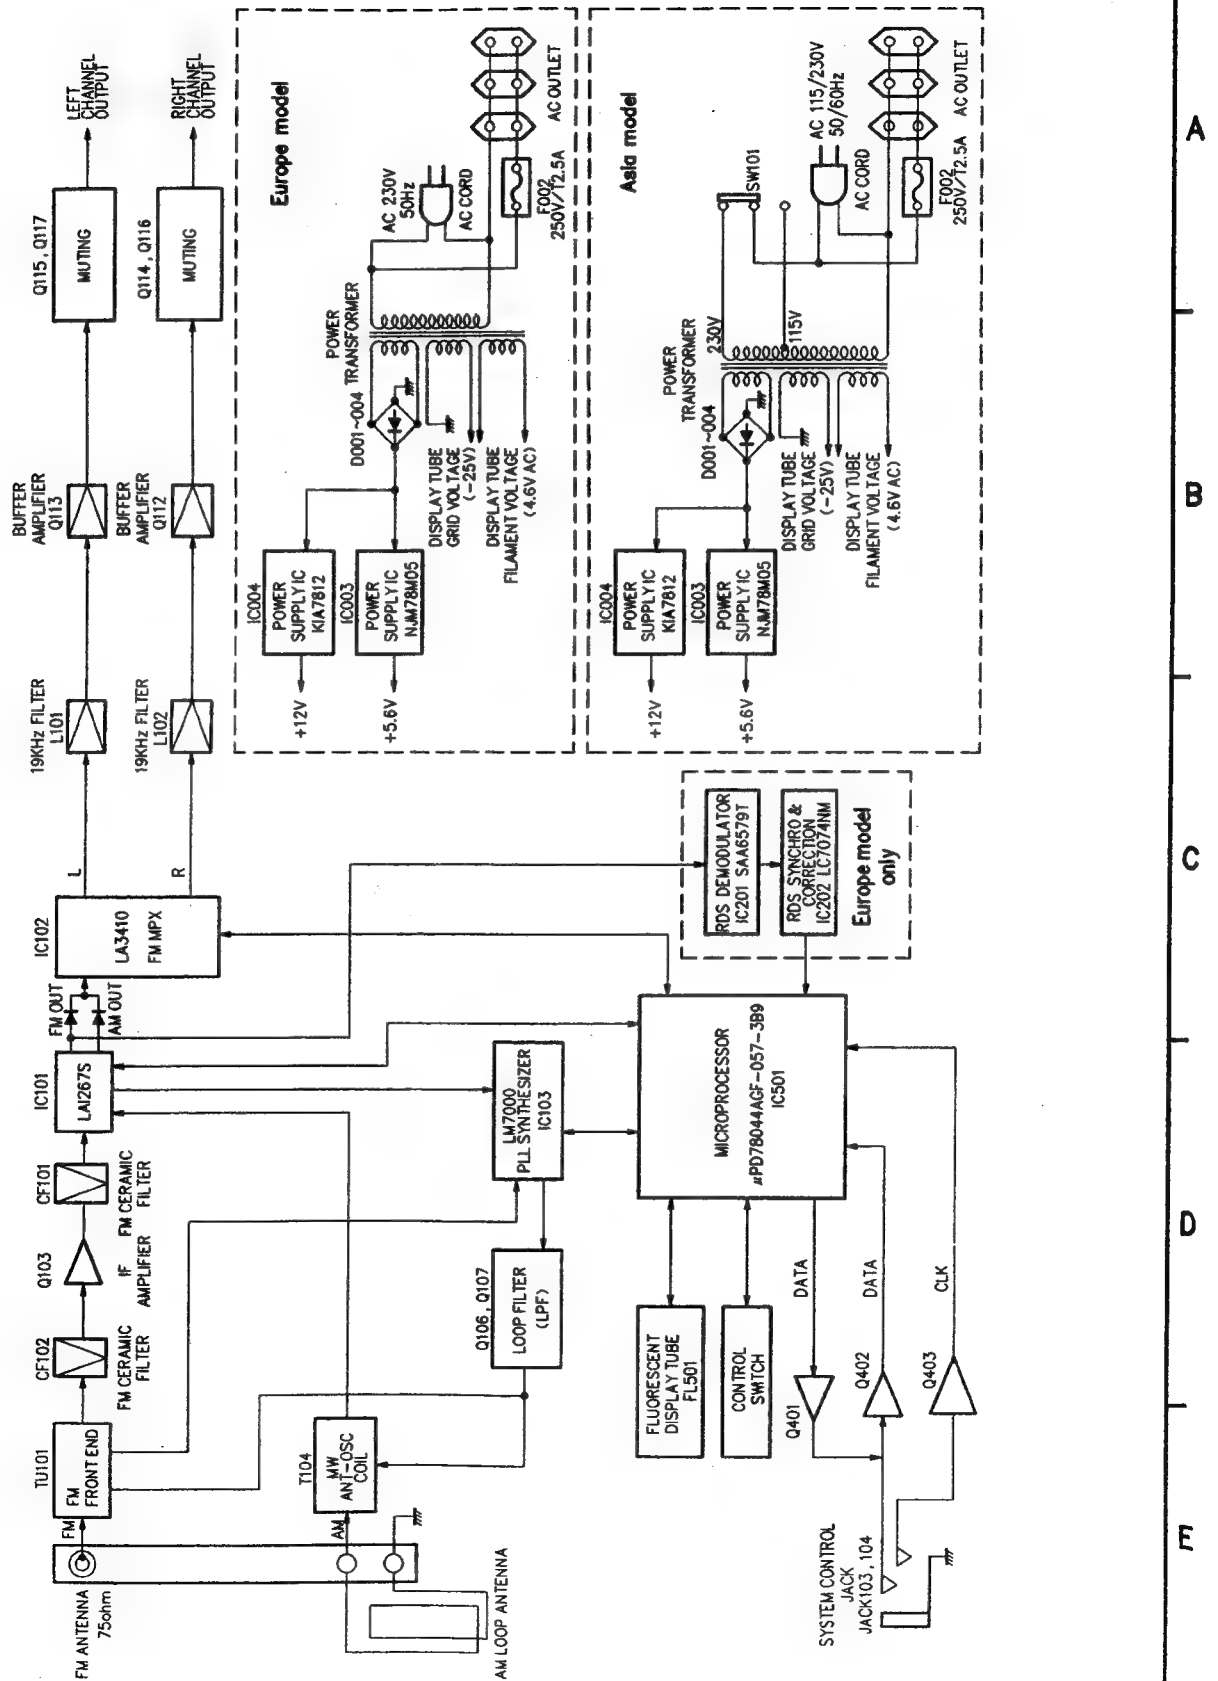 FM ANTENNA
75ohm
FM
TU101
FM
FRONT END
CF102
FM CERAMIC
FILTER
Q103
IF
AMPLIFIER
CF101
FM CERAMIC
FILTER
IC101
LA1267S
FM OUT
AM OUT
IC102
LA3410
FM MPX
L
R
19KHz FILTER
L101
19KHz FILTER
L102
BUFFER
AMPLIFIER
Q113
BUFFER
AMPLIFIER
Q112
Q115, Q117
MUTING
Q114, Q116
MUTING
LEFT
CHANNEL
OUTPUT
RIGHT
CHANNEL
OUTPUT
AM LOOP ANTENNA
AM
T104
MW
ANT-OSC
COIL
Q106, Q107
LOOP FILTER
(LPF)
LM7000
PLL SYNTHESIZER
IC103
MICROPROCESSOR
µPD78044AGF-057-3B9
IC501
RDS DEMODULATOR
IC201 SAA6579T
RDS SYNCHRO &
CORRECTION
IC202 LC7074NM
Europe model
only
FLUORESCENT
DISPLAY TUBE
FL501
CONTROL
SWITCH
DATA
Q401
DATA
Q402
CLK
Q403
SYSTEM CONTROL
JACK
JACK103, 104
Europe model
+12V
IC004
POWER
SUPPLY IC
KIA7812
+5.6V
IC003
POWER
SUPPLY IC
NJM78M05
D001~004
POWER
TRANSFORMER
DISPLAY TUBE
GRID VOLTAGE
(-25V)
DISPLAY TUBE
FILAMENT VOLTAGE
(4.6V AC)
AC 230V
50Hz
AC CORD
F002
250V/T2.5A
AC OUTLET
Asia model
+12V
IC004
POWER
SUPPLY IC
KIA7812
+5.6V
IC003
POWER
SUPPLY IC
NJM78M05
D001~004
POWER
TRANSFORMER
230V
115V
DISPLAY TUBE
GRID VOLTAGE
(-25V)
DISPLAY TUBE
FILAMENT VOLTAGE
(4.6V AC)
SW101
AC 115/230V
50/60Hz
AC CORD
F002
250V/T2.5A
AC OUTLET
A
B
C
D
E